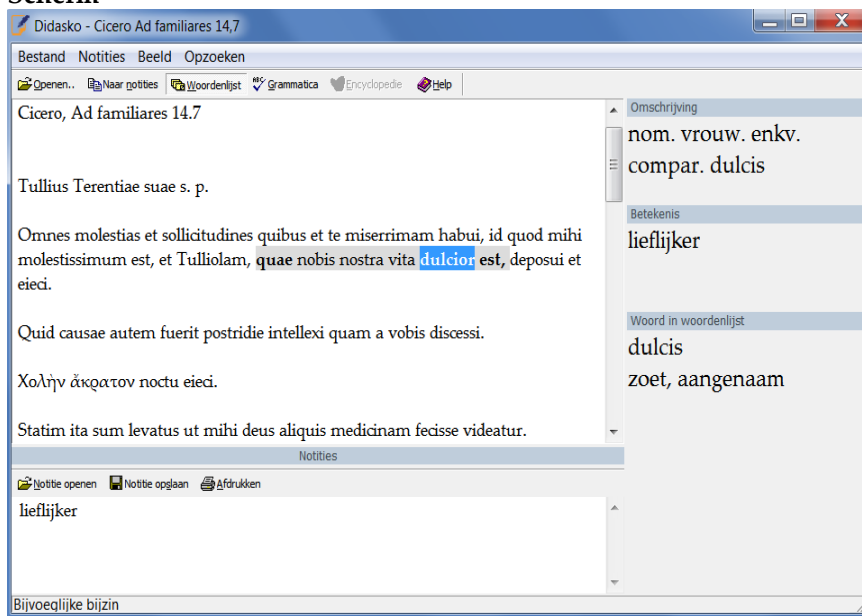 Didasko - Cicero Ad familiares 14,7
Bestand Notities Beeld Opzoeken
Openen.. Naar notities Woordenlijst Grammatica Encyclopedie Help
Cicero, Ad familiares 14.7
Tullius Terentiae suae s. p.
Omnes molestias et sollicitudines quibus et te miserrimam habui, id quod mihi
molestissimum est, et Tulliolam, quae nobis nostra vita dulcior est, deposui et
eieci.
Quid causae autem fuerit postridie intellexi quam a vobis discessi.
Χολὴν ἄκρατον noctu eieci.
Statim ita sum levatus ut mihi deus aliquis medicinam fecisse videatur.
Omschrijving
nom. vrouw. enkv.
compar. dulcis
Betekenis
lieflijker
Woord in woordenlijst
dulcis
zoet, aangenaam
Notities
Notitie openen Notitie opslaan Afdrukken
lieflijker
Bijvoeglijke bijzin